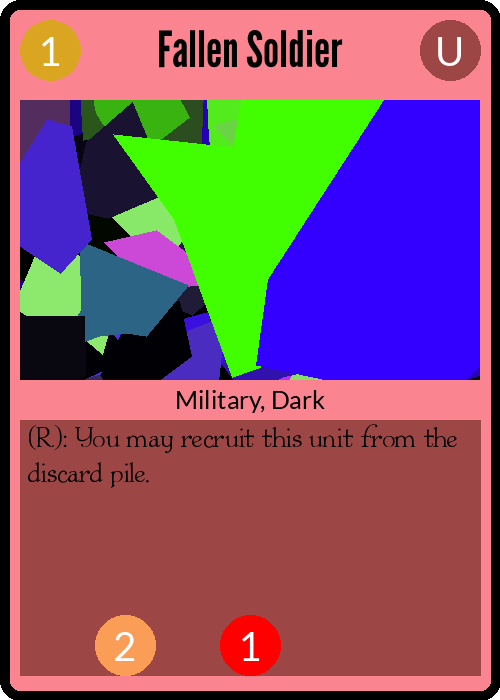 1
Fallen Soldier
U
Military, Dark
(R): You may recruit this unit from the
discard pile.
2
1